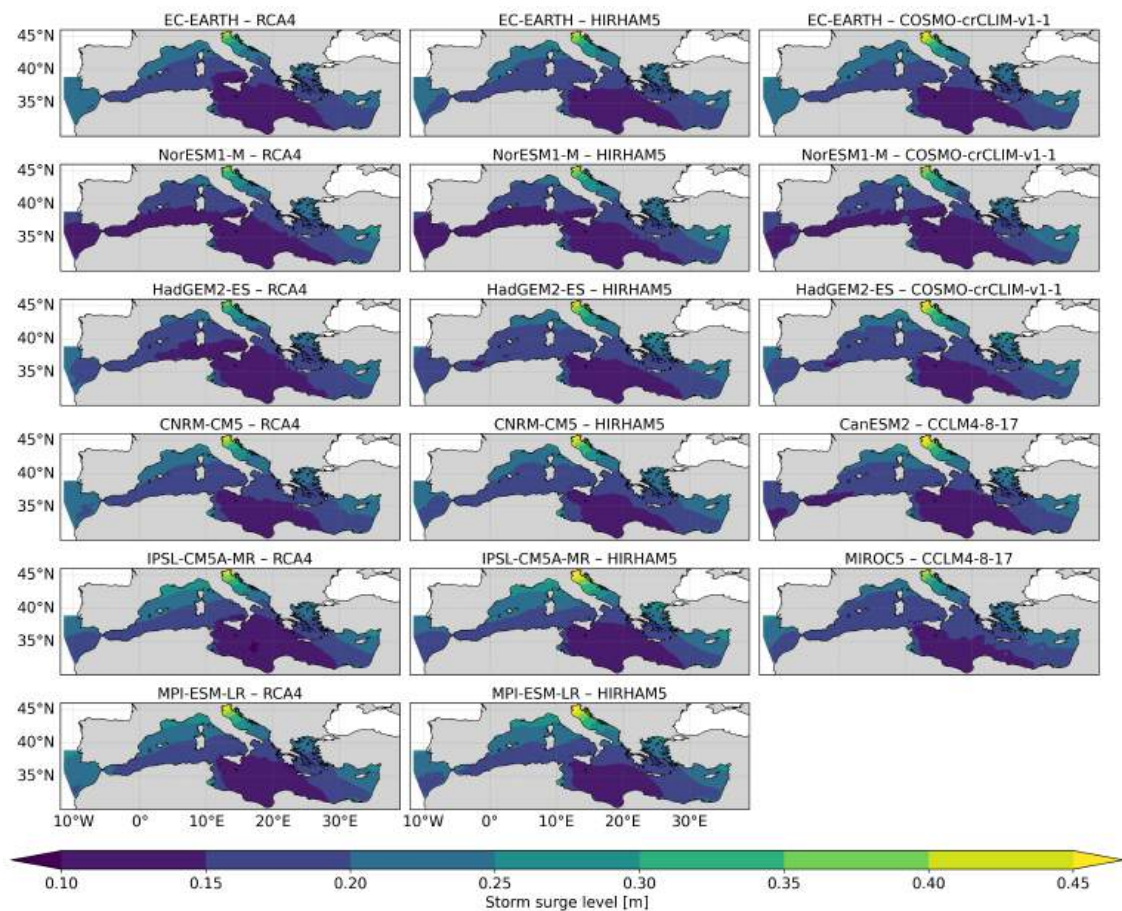 EC-EARTH – RCA4 EC-EARTH – HIRHAM5 EC-EARTH – COSMO-crCLIM-v1-1
45°N
40°N
35°N
NorESM1-M – RCA4 NorESM1-M – HIRHAM5 NorESM1-M – COSMO-crCLIM-v1-1
45°N
40°N
35°N
HadGEM2-ES – RCA4 HadGEM2-ES – HIRHAM5 HadGEM2-ES – COSMO-crCLIM-v1-1
45°N
40°N
35°N
CNRM-CM5 – RCA4 CNRM-CM5 – HIRHAM5 CanESM2 – CCLM4-8-17
45°N
40°N
35°N
IPSL-CM5A-MR – RCA4 IPSL-CM5A-MR – HIRHAM5 MIROC5 – CCLM4-8-17
45°N
40°N
35°N
MPI-ESM-LR – RCA4 MPI-ESM-LR – HIRHAM5
45°N
40°N
35°N
10°W 0° 10°E 20°E 30°E 10°W 0° 10°E 20°E 30°E
0.10 0.15 0.20 0.25 0.30 0.35 0.40 0.45
Storm surge level [m]